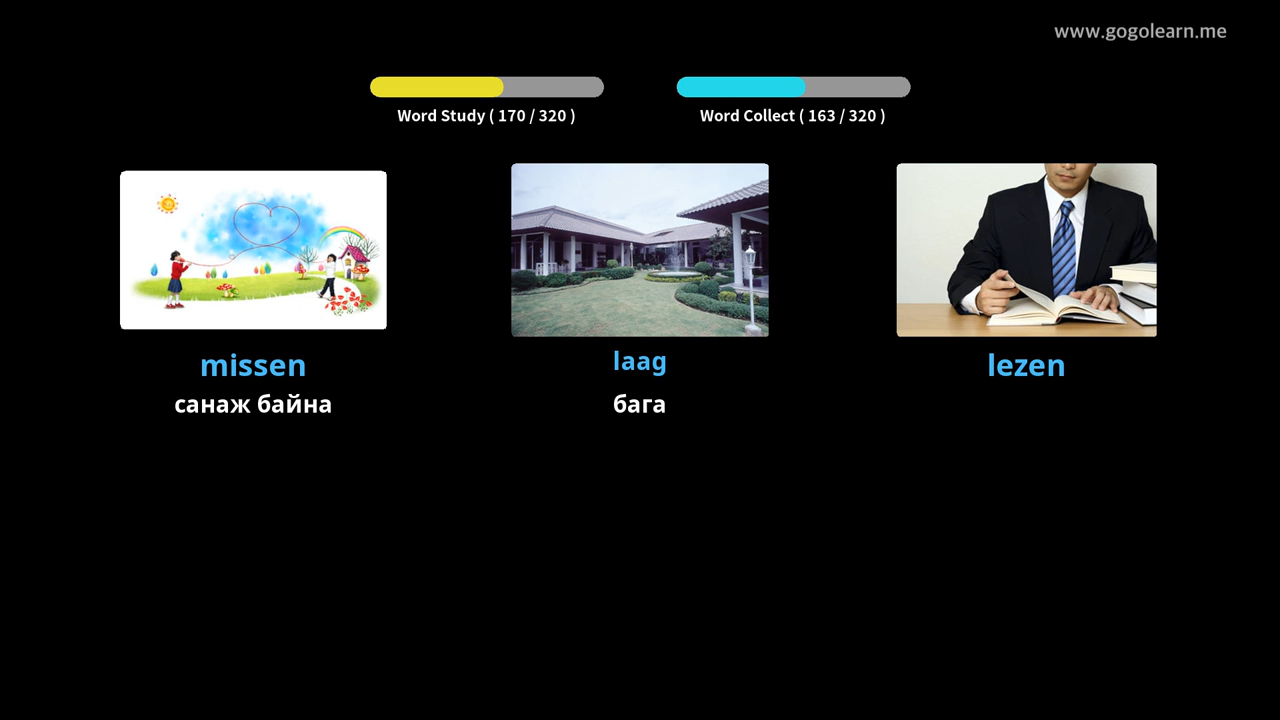 www.gogolearn.me
Word Study ( 170 / 320 )
Word Collect ( 163 / 320 )
missen
laag
lezen
санаж байна
бага